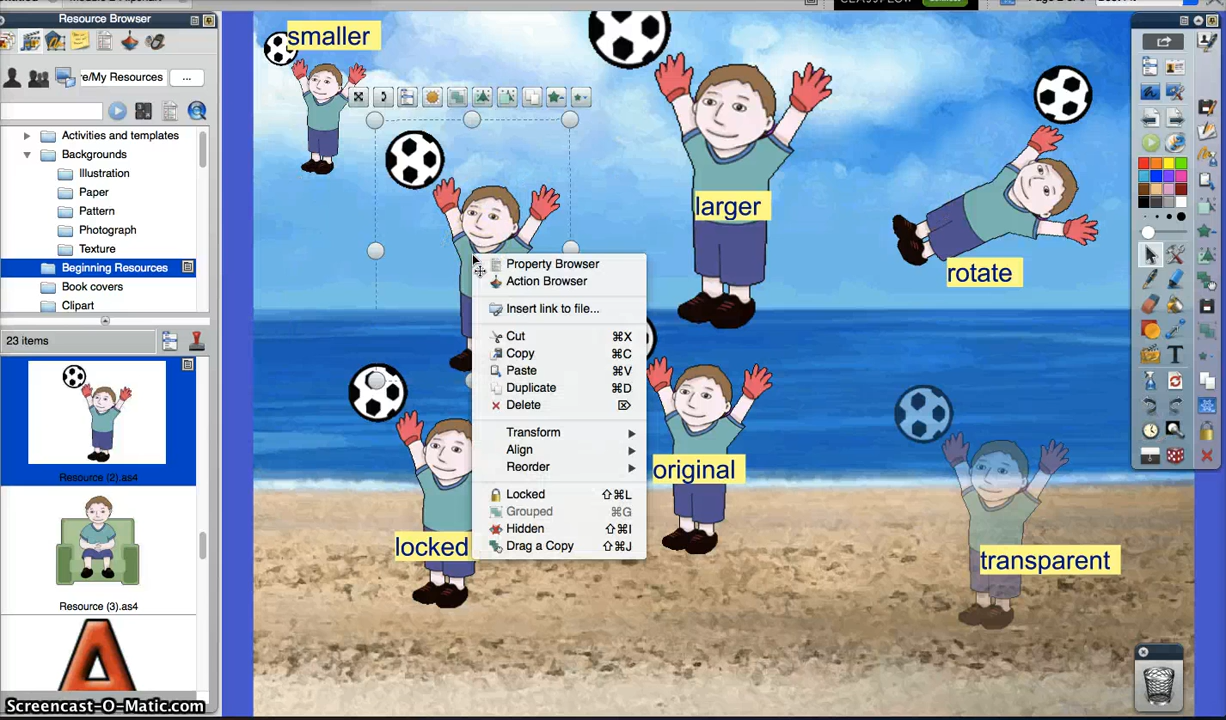 Resource Browser
e/My Resources
...
Activities and templates
Backgrounds
Illustration
Paper
Pattern
Photograph
Texture
Beginning Resources
Book covers
Clipart
23 items
Resource (2).as4
Resource (3).as4
A
Screencast-O-Matic.com
smaller
larger
rotate
original
locked
transparent
Property Browser
Action Browser
Insert link to file...
Cut ⌘X
Copy ⌘C
Paste ⌘V
Duplicate ⌘D
Delete ⌦
Transform
Align
Reorder
Locked ⇧⌘L
Grouped ⌘G
Hidden ⇧⌘I
Drag a Copy ⇧⌘J
T